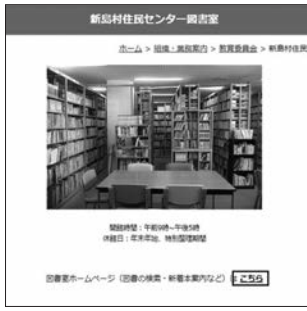 新島村住民センター図書室
ホーム > 組織・業務案内 > 教育委員会 > 新島村住民
開館時間：午前9時~午後5時
休館日：年末年始、特別整理期間
図書室ホームページ（図書の検索・新着本案内など）は こちら